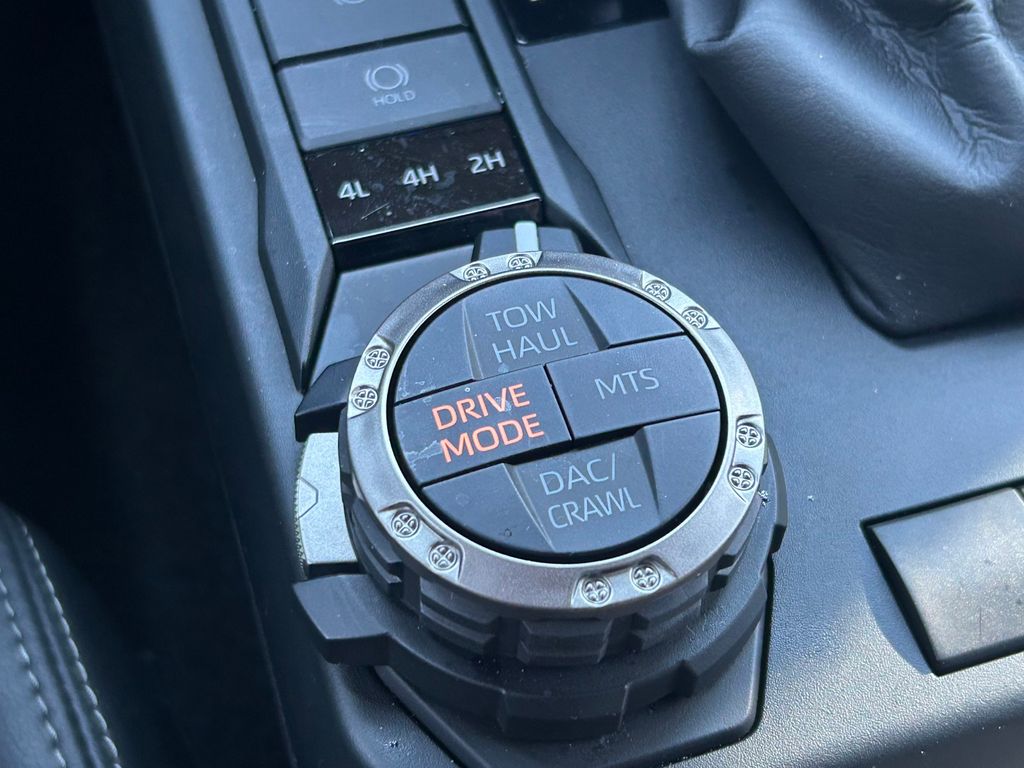 HOLD
4L 4H 2H
TOW
HAUL
DRIVE
MODE
MTS
DAC/
CRAWL